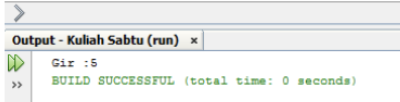 Output - Kuliah Sabtu (run) ×
Gir :5
BUILD SUCCESSFUL (total time: 0 seconds)